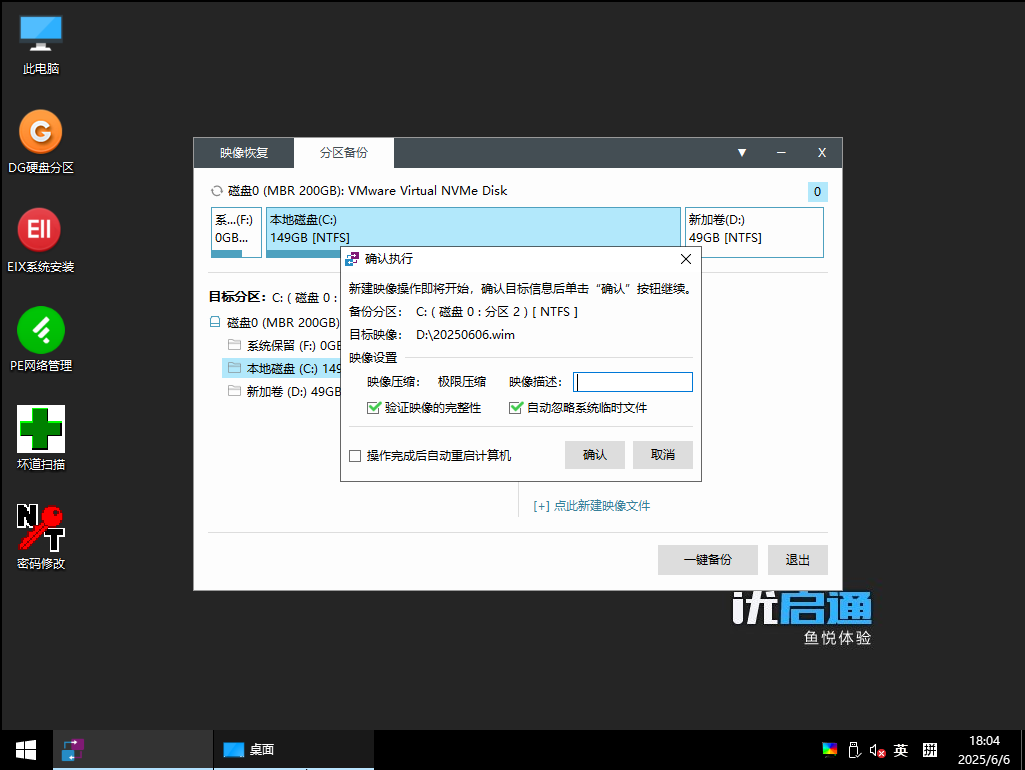 此电脑
DG硬盘分区
EIX系统安装
PE网络管理
坏道扫描
密码修改
映像恢复
分区备份
X
磁盘0 (MBR 200GB): VMware Virtual NVMe Disk
0
系...(F:)
0GB...
本地磁盘(C:)
149GB [NTFS]
新加卷(D:)
49GB [NTFS]
目标分区： C: ( 磁盘 0 :
磁盘0 (MBR 200GB)
系统保留 (F:) 0GB
本地磁盘 (C:) 149
新加卷 (D:) 49GB
确认执行
新建映像操作即将开始，确认目标信息后单击“确认”按钮继续。
备份分区： C: ( 磁盘 0 : 分区 2 ) [ NTFS ]
目标映像： D:\20250606.wim
映像设置
映像压缩： 极限压缩 映像描述：
验证映像的完整性 自动忽略系统临时文件
操作完成后自动重启计算机
确认
取消
[+] 点此新建映像文件
一键备份
退出
优启通
鱼悦体验
桌面
英
拼
18:04
2025/6/6
G
EII
N
T